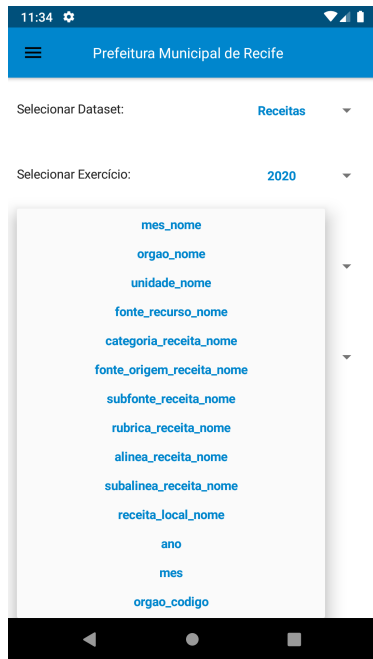 11:34
Prefeitura Municipal de Recife
Selecionar Dataset: Receitas
Selecionar Exercício: 2020
mes_nome
orgao_nome
unidade_nome
fonte_recurso_nome
categoria_receita_nome
fonte_origem_receita_nome
subfonte_receita_nome
rubrica_receita_nome
alinea_receita_nome
subalinea_receita_nome
receita_local_nome
ano
mes
orgao_codigo